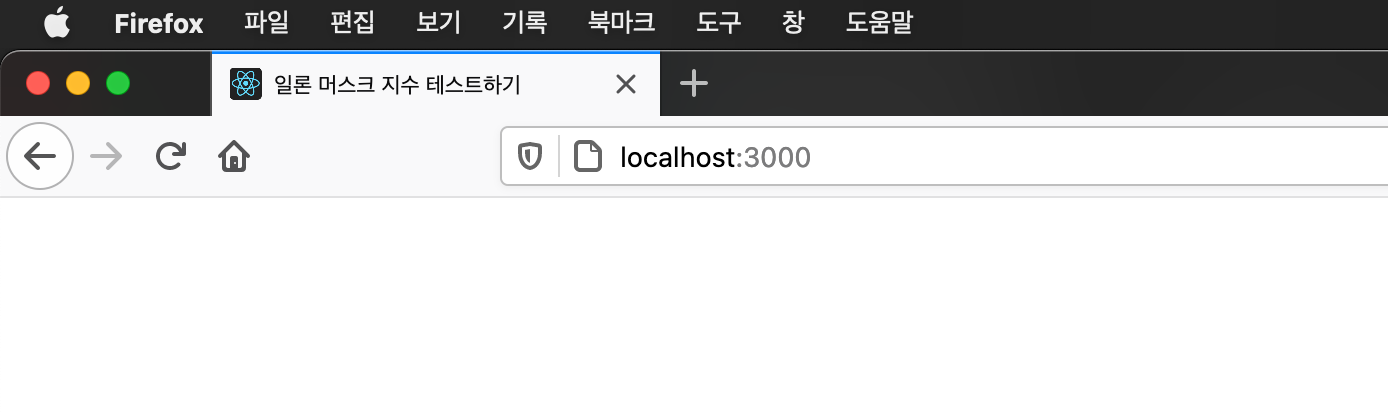 Firefox 파일 편집 보기 기록 북마크 도구 창 도움말
일론 머스크 지수 테스트하기
localhost:3000